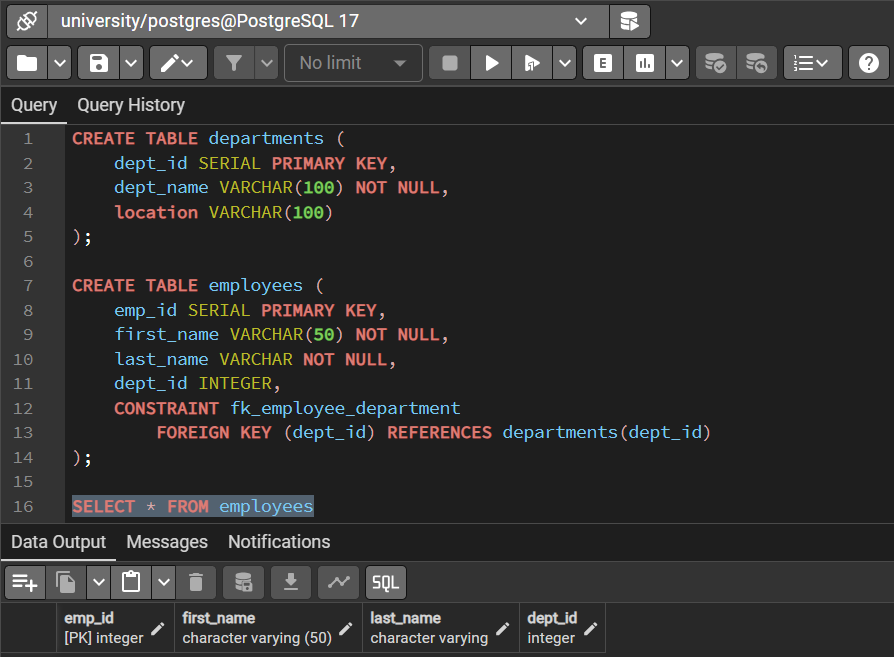 university/postgres@PostgreSQL 17
No limit
E
Query Query History
1 CREATE TABLE departments (
2     dept_id SERIAL PRIMARY KEY,
3     dept_name VARCHAR(100) NOT NULL,
4     location VARCHAR(100)
5 );
6
7 CREATE TABLE employees (
8     emp_id SERIAL PRIMARY KEY,
9     first_name VARCHAR(50) NOT NULL,
10     last_name VARCHAR NOT NULL,
11     dept_id INTEGER,
12     CONSTRAINT fk_employee_department
13         FOREIGN KEY (dept_id) REFERENCES departments(dept_id)
14 );
15
16 SELECT * FROM employees
Data Output Messages Notifications
SQL
emp_id first_name last_name dept_id
[PK] integer character varying (50) character varying integer